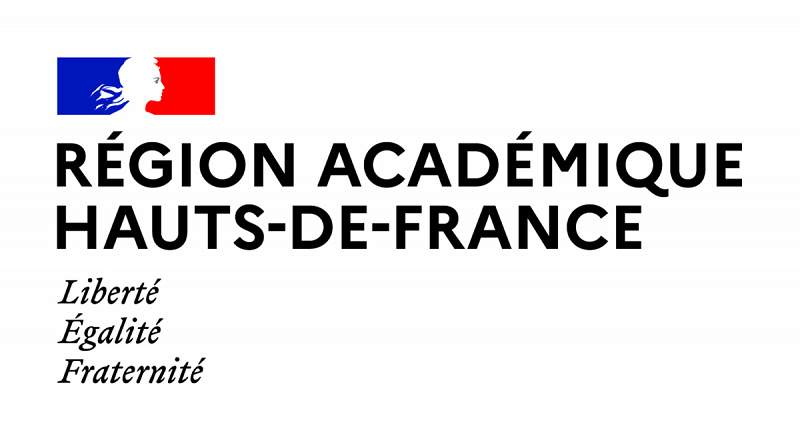 RÉGION ACADÉMIQUE
HAUTS-DE-FRANCE
Liberté
Égalité
Fraternité